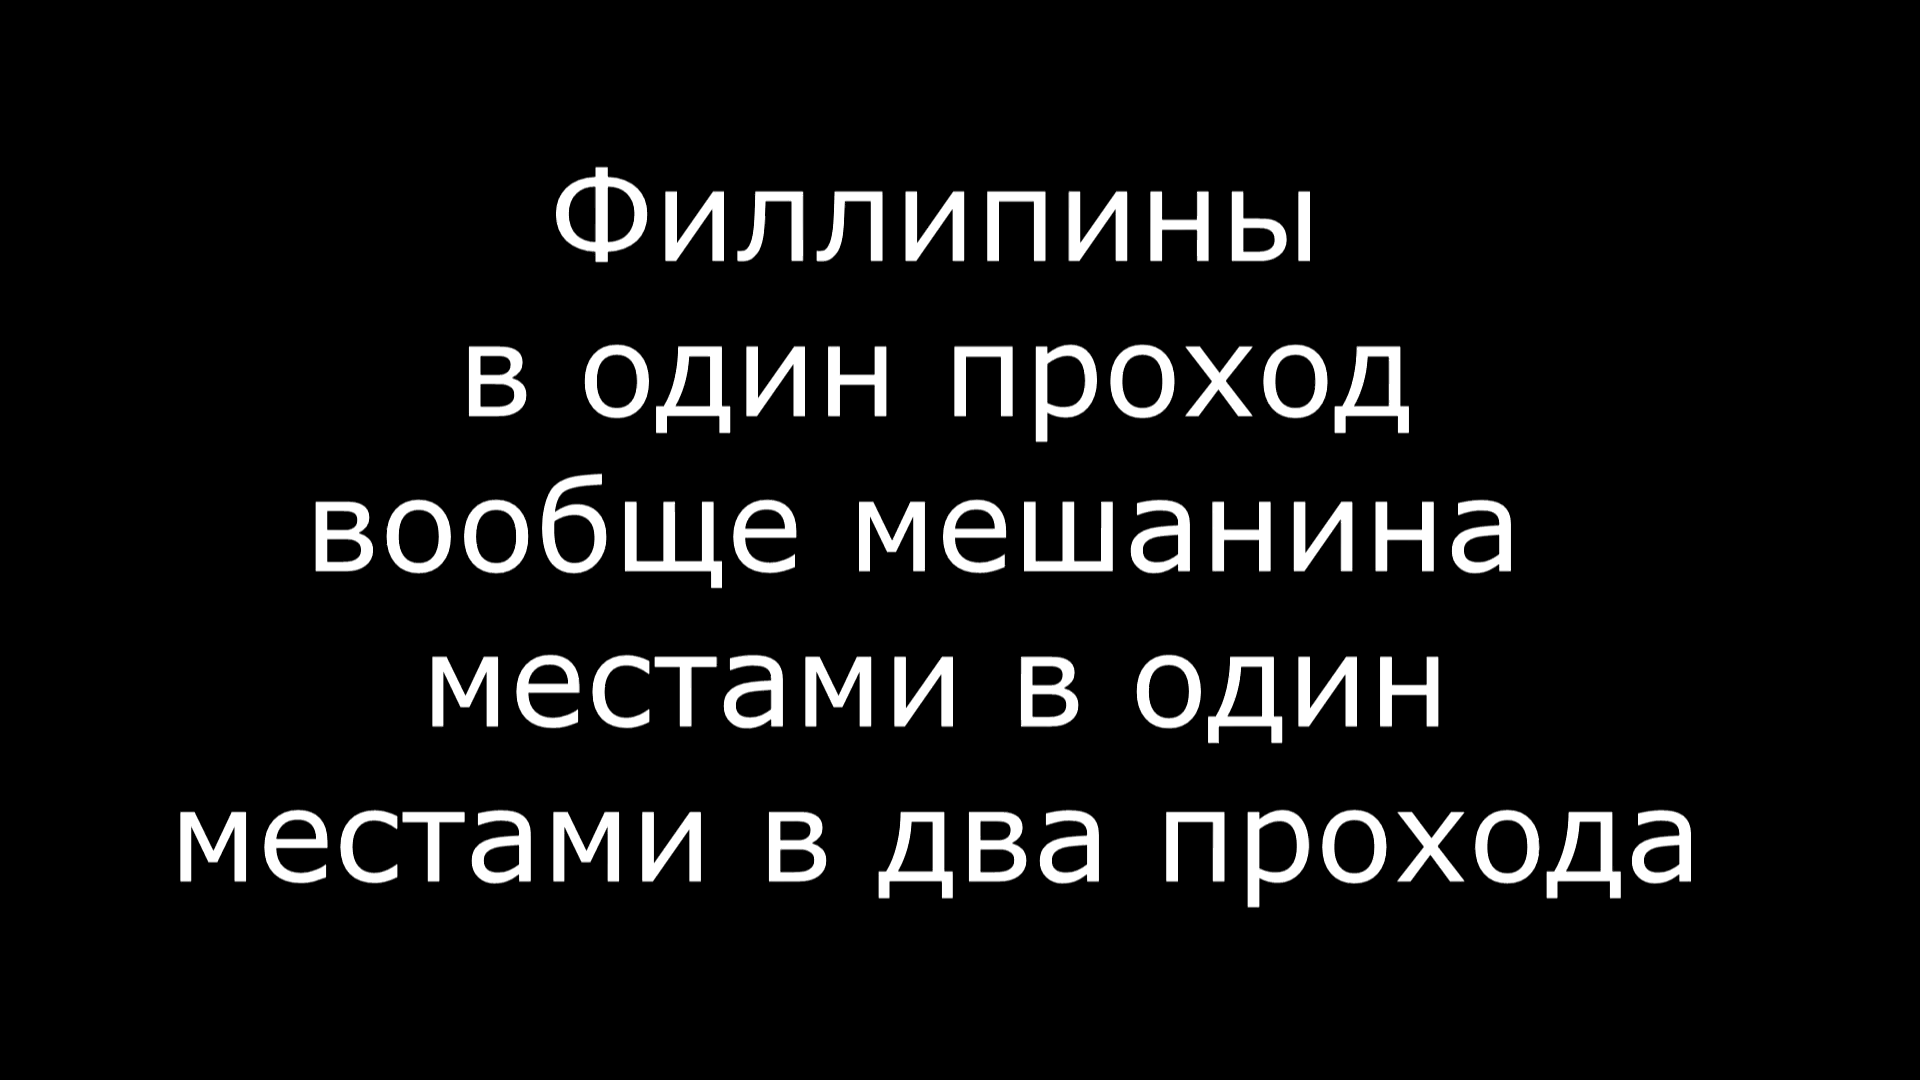 Филлипины
в один проход
вообще мешанина
местами в один
местами в два прохода